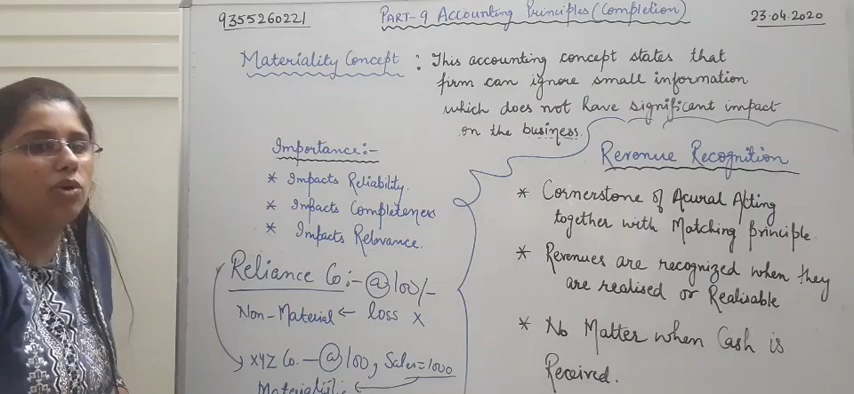 9355260221
PART-9 Accounting Principles (Completion)
23.04.2020
Materiality Concept : This accounting concept states that
firm can ignore small information
which does not have significant impact
on the business.
Importance:-
* Impacts Reliability.
* Impacts Completeness
* Impacts Relevance.
Reliance Co:- @ 100/-
Non-Material ← loss X
XYZ Co. - @ 100, Sales=1000
Revenue Recognition
* Cornerstone of Acural Actting
together with Matching principle.
* Revenues are recognized when they
are realised or Realisable
* No Matter when Cash is
Received.